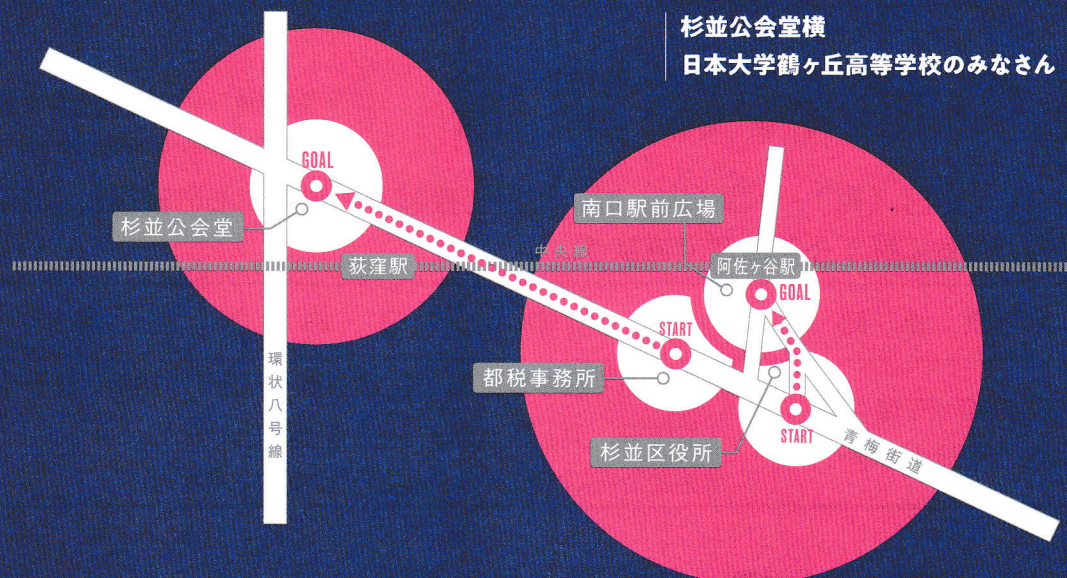 杉並公会堂横
日本大学鶴ヶ丘高等学校のみなさん
GOAL
杉並公会堂
南口駅前広場
中央線
荻窪駅
阿佐ヶ谷駅
GOAL
START
都税事務所
環状八号線
杉並区役所
START
青梅街道